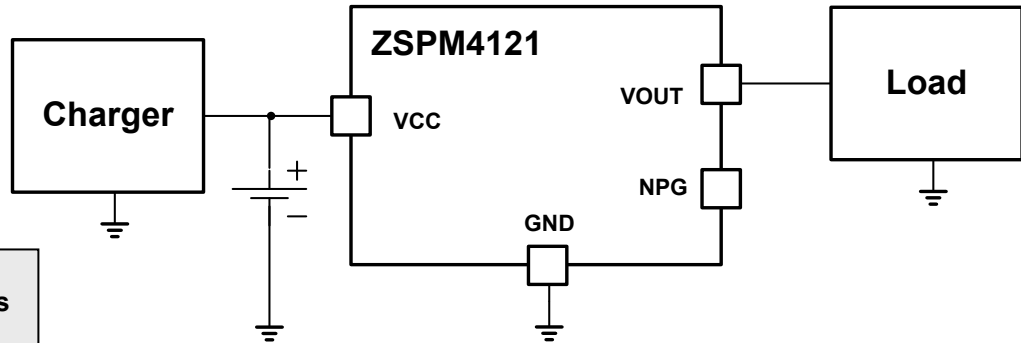 ZSPM4121
Charger
VCC
VOUT
Load
NPG
GND
+
−
s